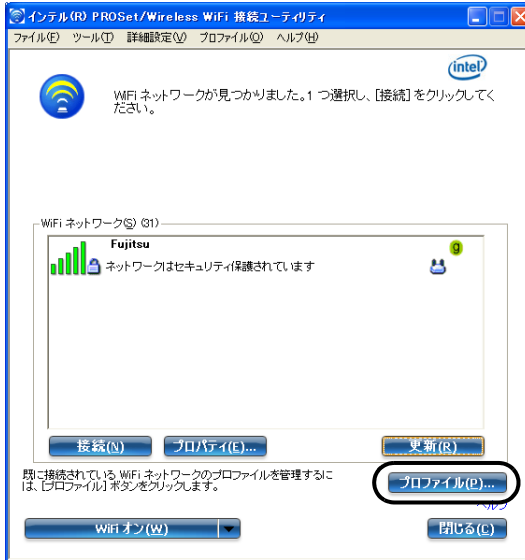 インテル(R) PROSet/Wireless WiFi 接続ユーティリティ
ファイル(F) ツール(T) 詳細設定(V) プロファイル(O) ヘルプ(H)
intel
WiFi ネットワークが見つかりました。1 つ選択し、[接続] をクリックしてく
ださい。
WiFi ネットワーク(S) (31)
Fujitsu
g
ネットワークはセキュリティ保護されています
接続(N) プロパティ(E)... 更新(R)
既に接続されている WiFi ネットワークのプロファイルを管理するに
は、[プロファイル] ボタンをクリックします。
プロファイル(P)...
ヘルプ
WiFi オン(W) 閉じる(C)